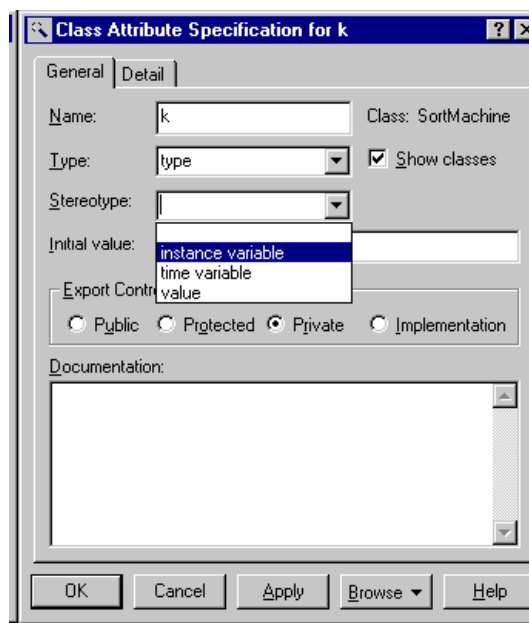 Class Attribute Specification for k
General Detail
Name: k Class: SortMachine
Type: type Show classes
Stereotype:
Initial value:
instance variable
time variable
value
Export Contr
Public Protected Private Implementation
Documentation:
OK Cancel Apply Browse Help